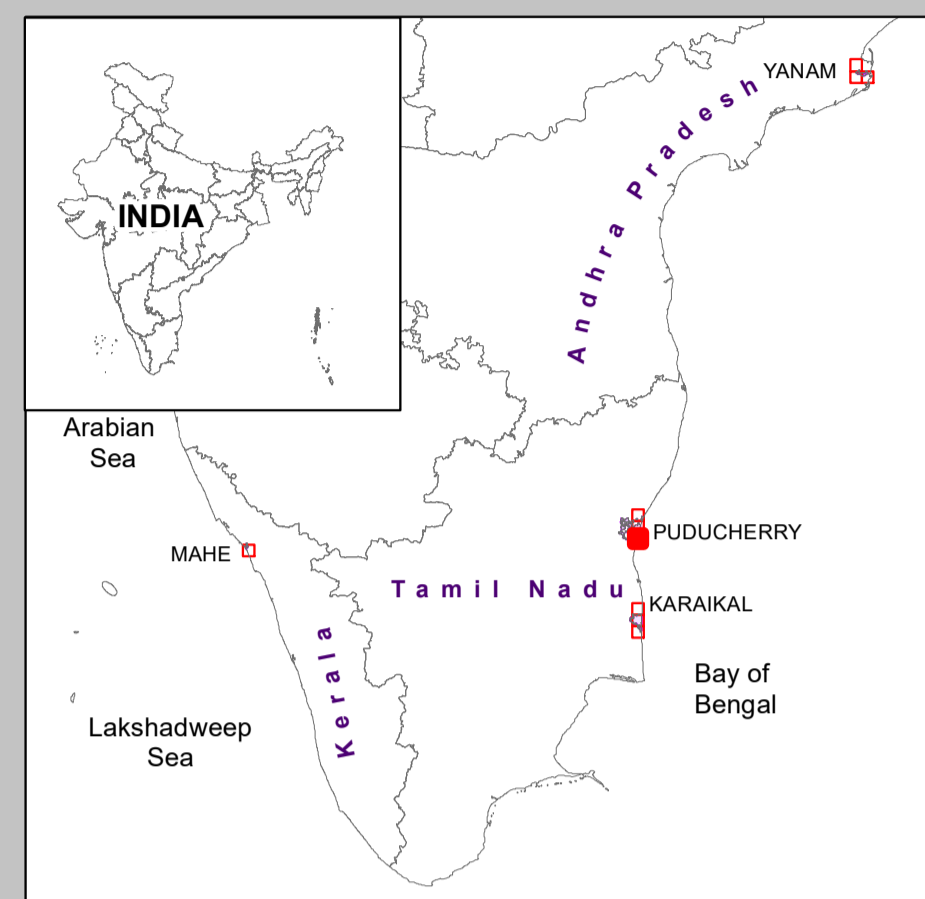 INDIA
YANAM
Andhra Pradesh
Arabian
Sea
PUDUCHERRY
MAHE
Tamil Nadu
KARAIKAL
Kerala
Bay of
Bengal
Lakshadweep
Sea